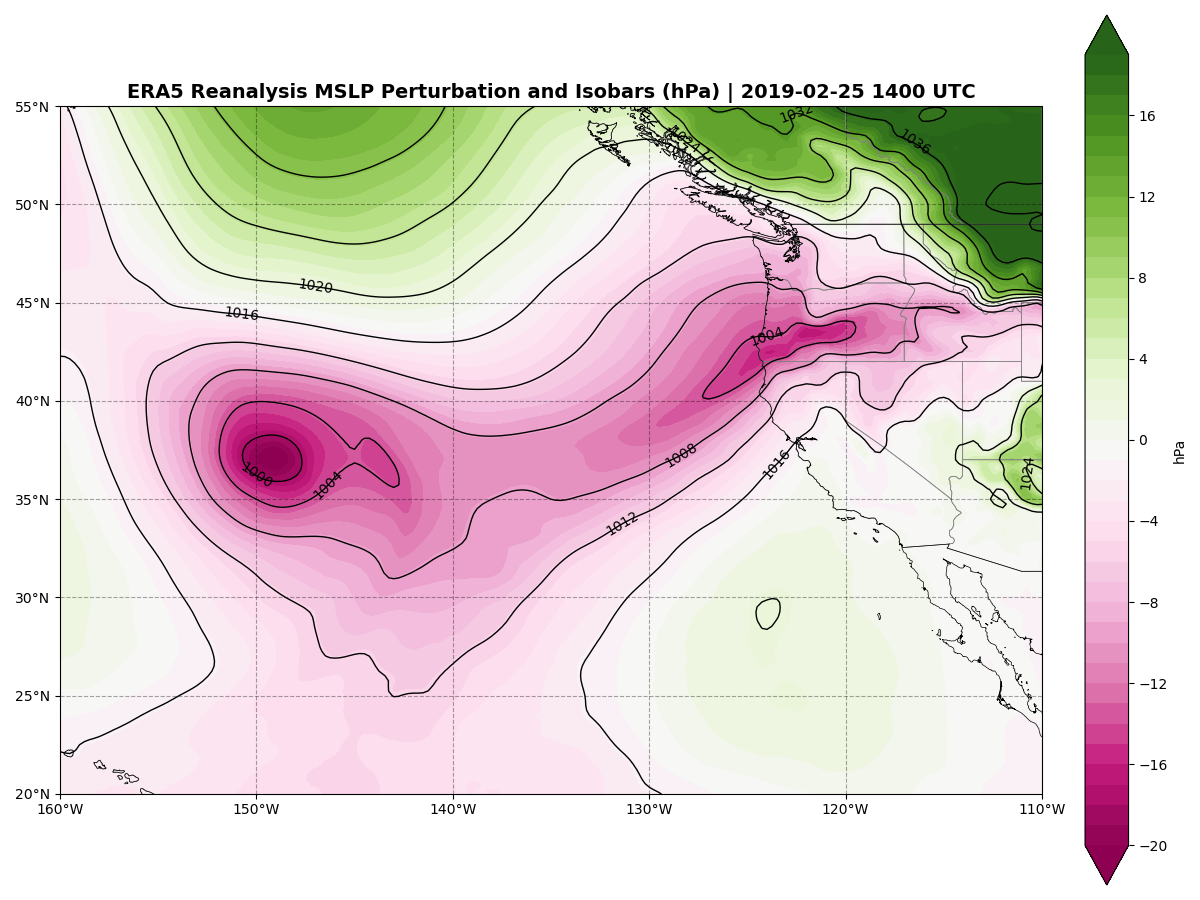 ERA5 Reanalysis MSLP Perturbation and Isobars (hPa) | 2019-02-25 1400 UTC
55°N
50°N
45°N
40°N
35°N
30°N
25°N
20°N
160°W
150°W
140°W
130°W
120°W
110°W
1032
1036
1024
1020
1016
1004
1008
1000
1004
1016
1024
1012
16
12
8
4
0
−4
−8
−12
−16
−20
hPa